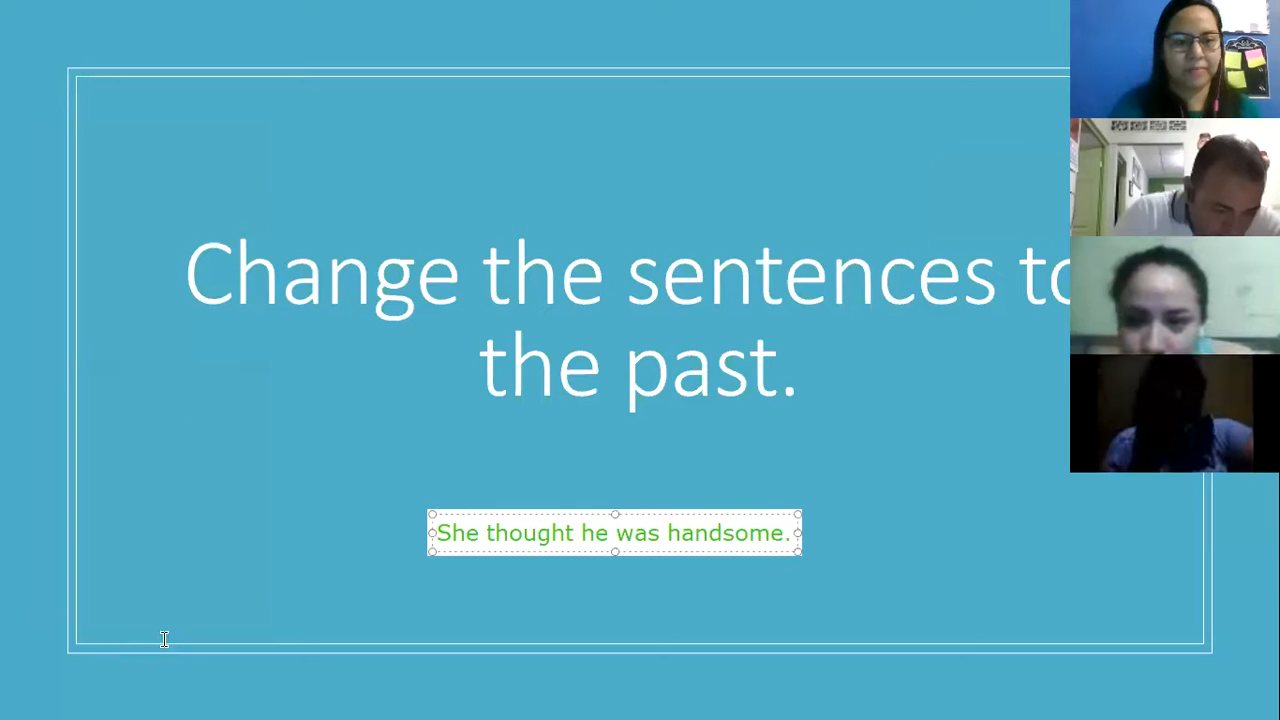 Change the sentences to
the past.
She thought he was handsome.